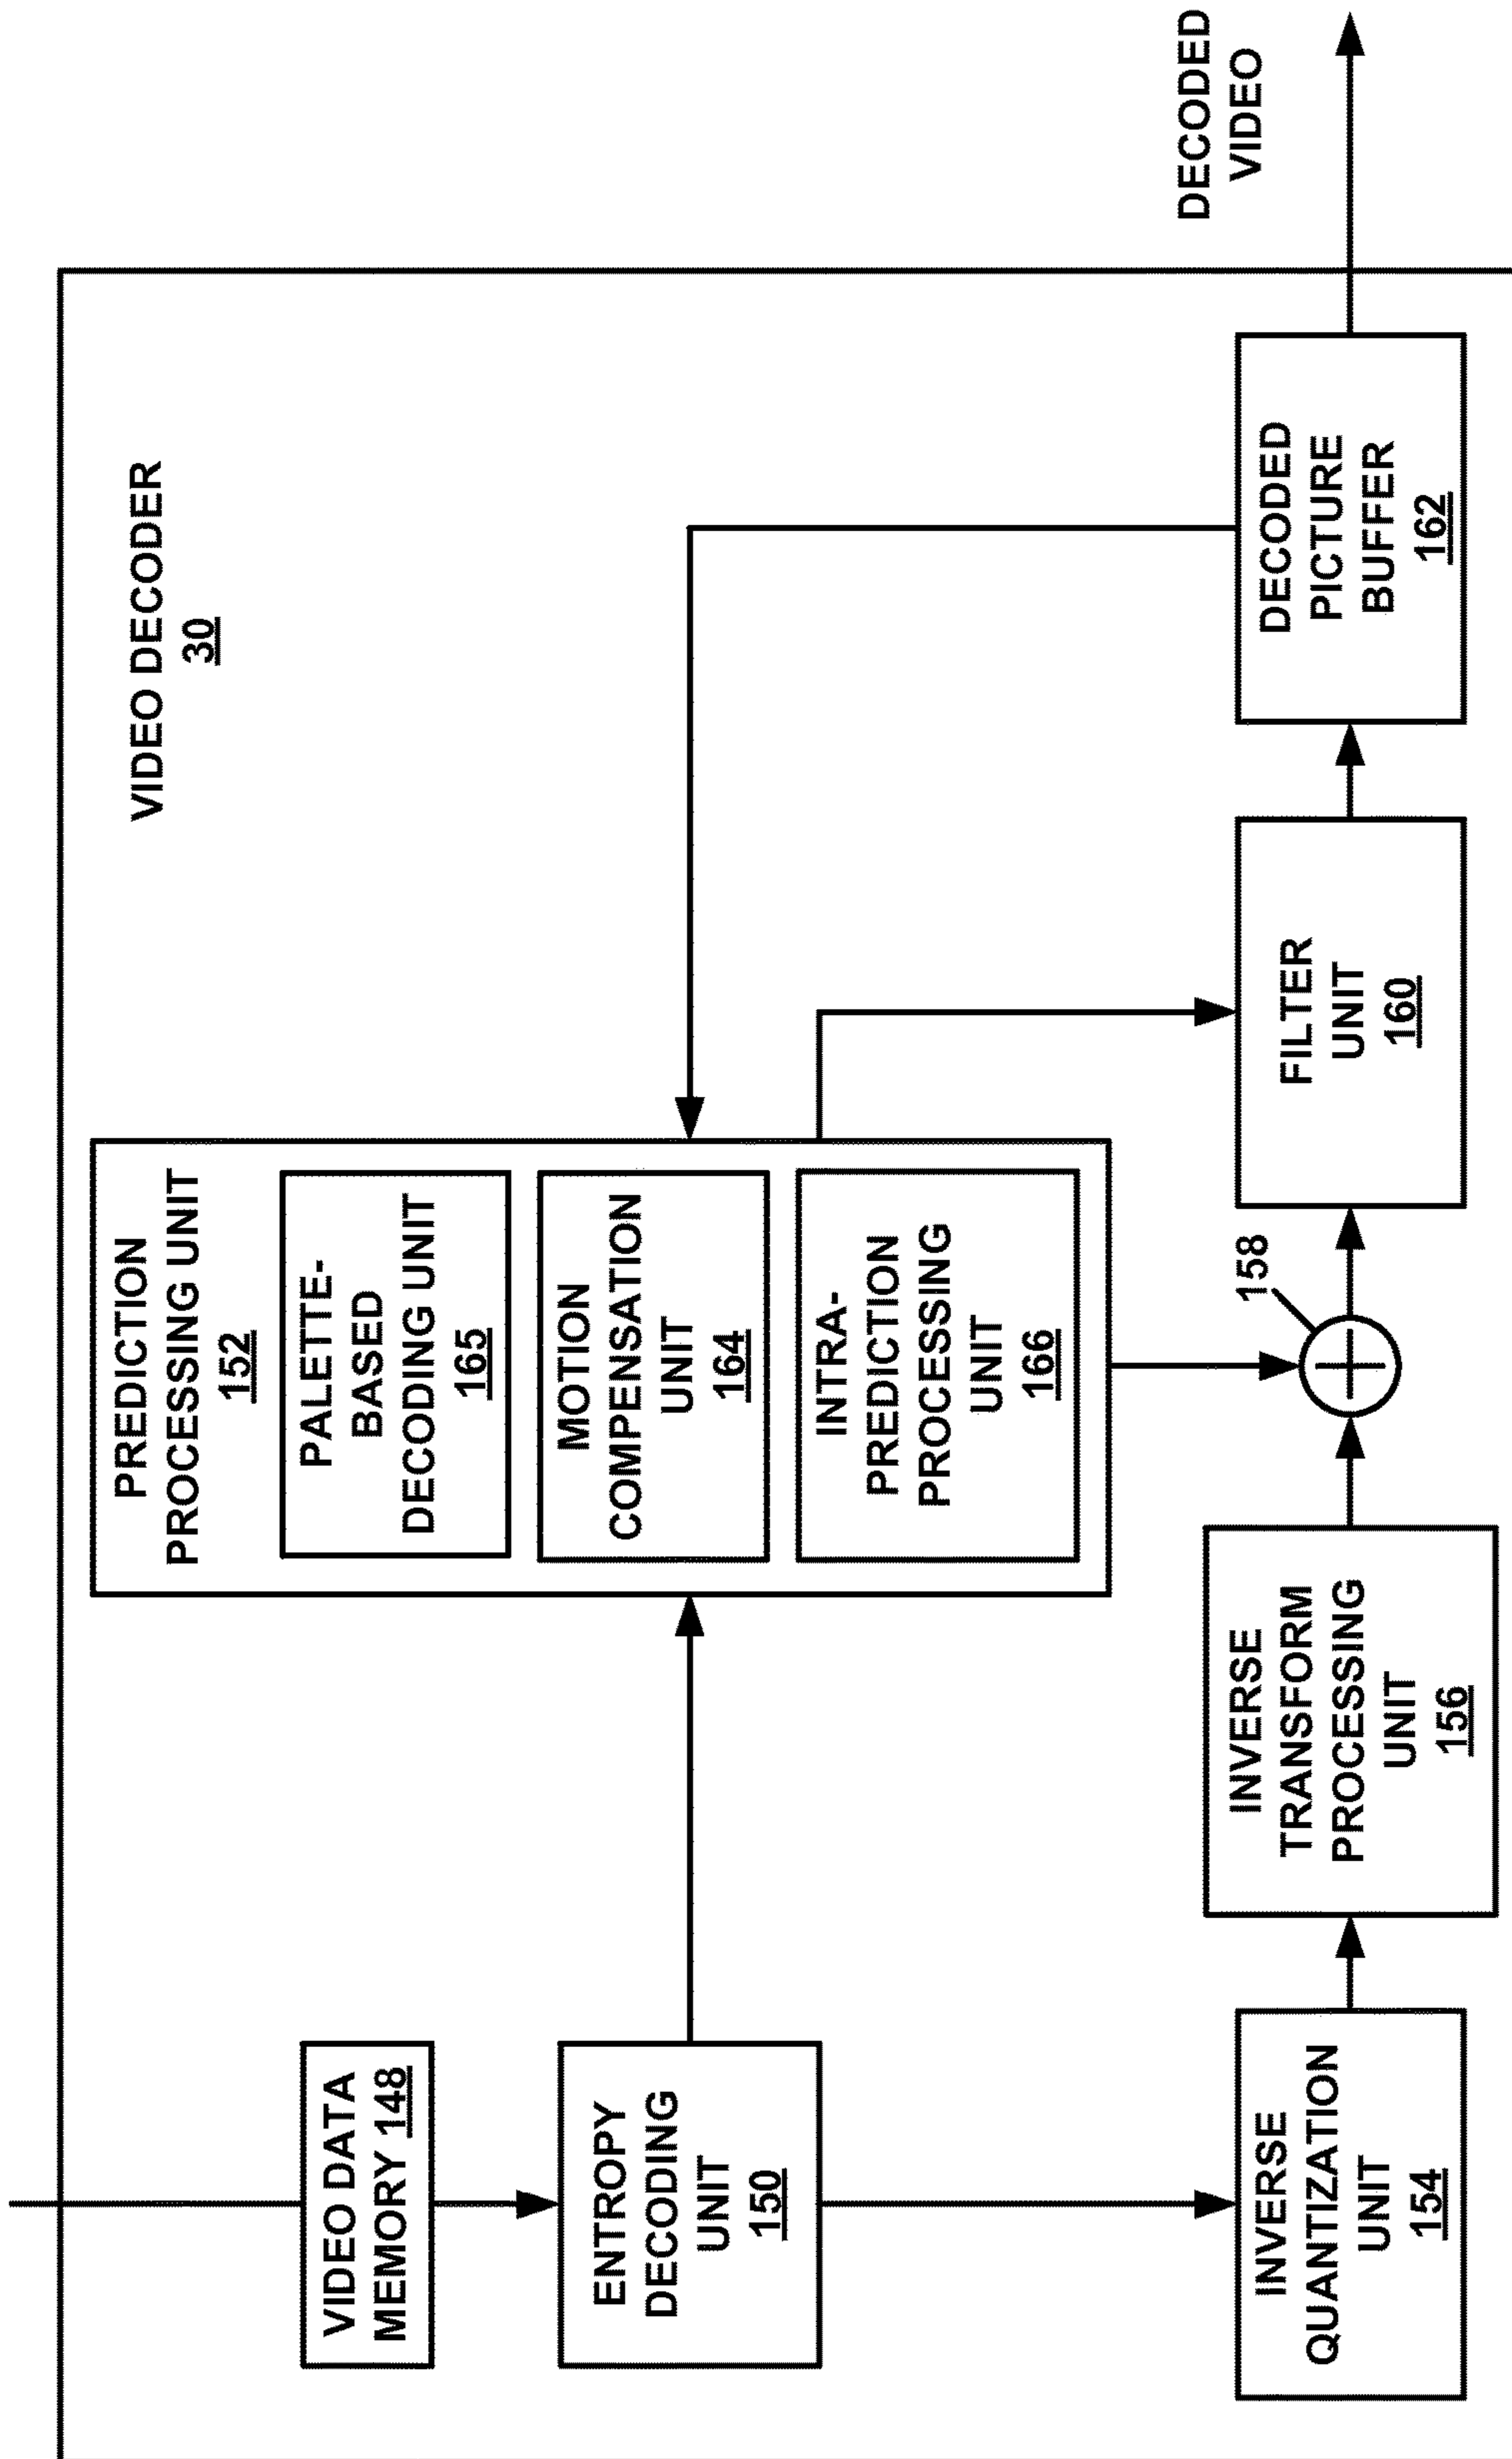 VIDEO DECODER
30
VIDEO DATA
MEMORY 148
ENTROPY
DECODING
UNIT
150
PREDICTION
PROCESSING UNIT
152
PALETTE-
BASED
DECODING UNIT
165
MOTION
COMPENSATION
UNIT
164
INTRA-
PREDICTION
PROCESSING
UNIT
166
INVERSE
QUANTIZATION
UNIT
154
INVERSE
TRANSFORM
PROCESSING
UNIT
156
158
FILTER
UNIT
160
DECODED
PICTURE
BUFFER
162
DECODED
VIDEO